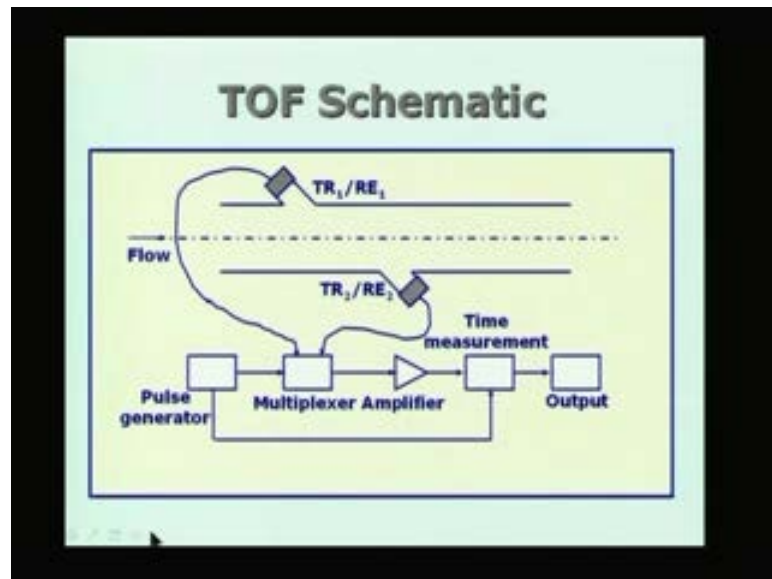 TOF Schematic
TR₁/RE₁
Flow
TR₂/RE₂
Time
measurement
Pulse
generator
Multiplexer Amplifier
Output